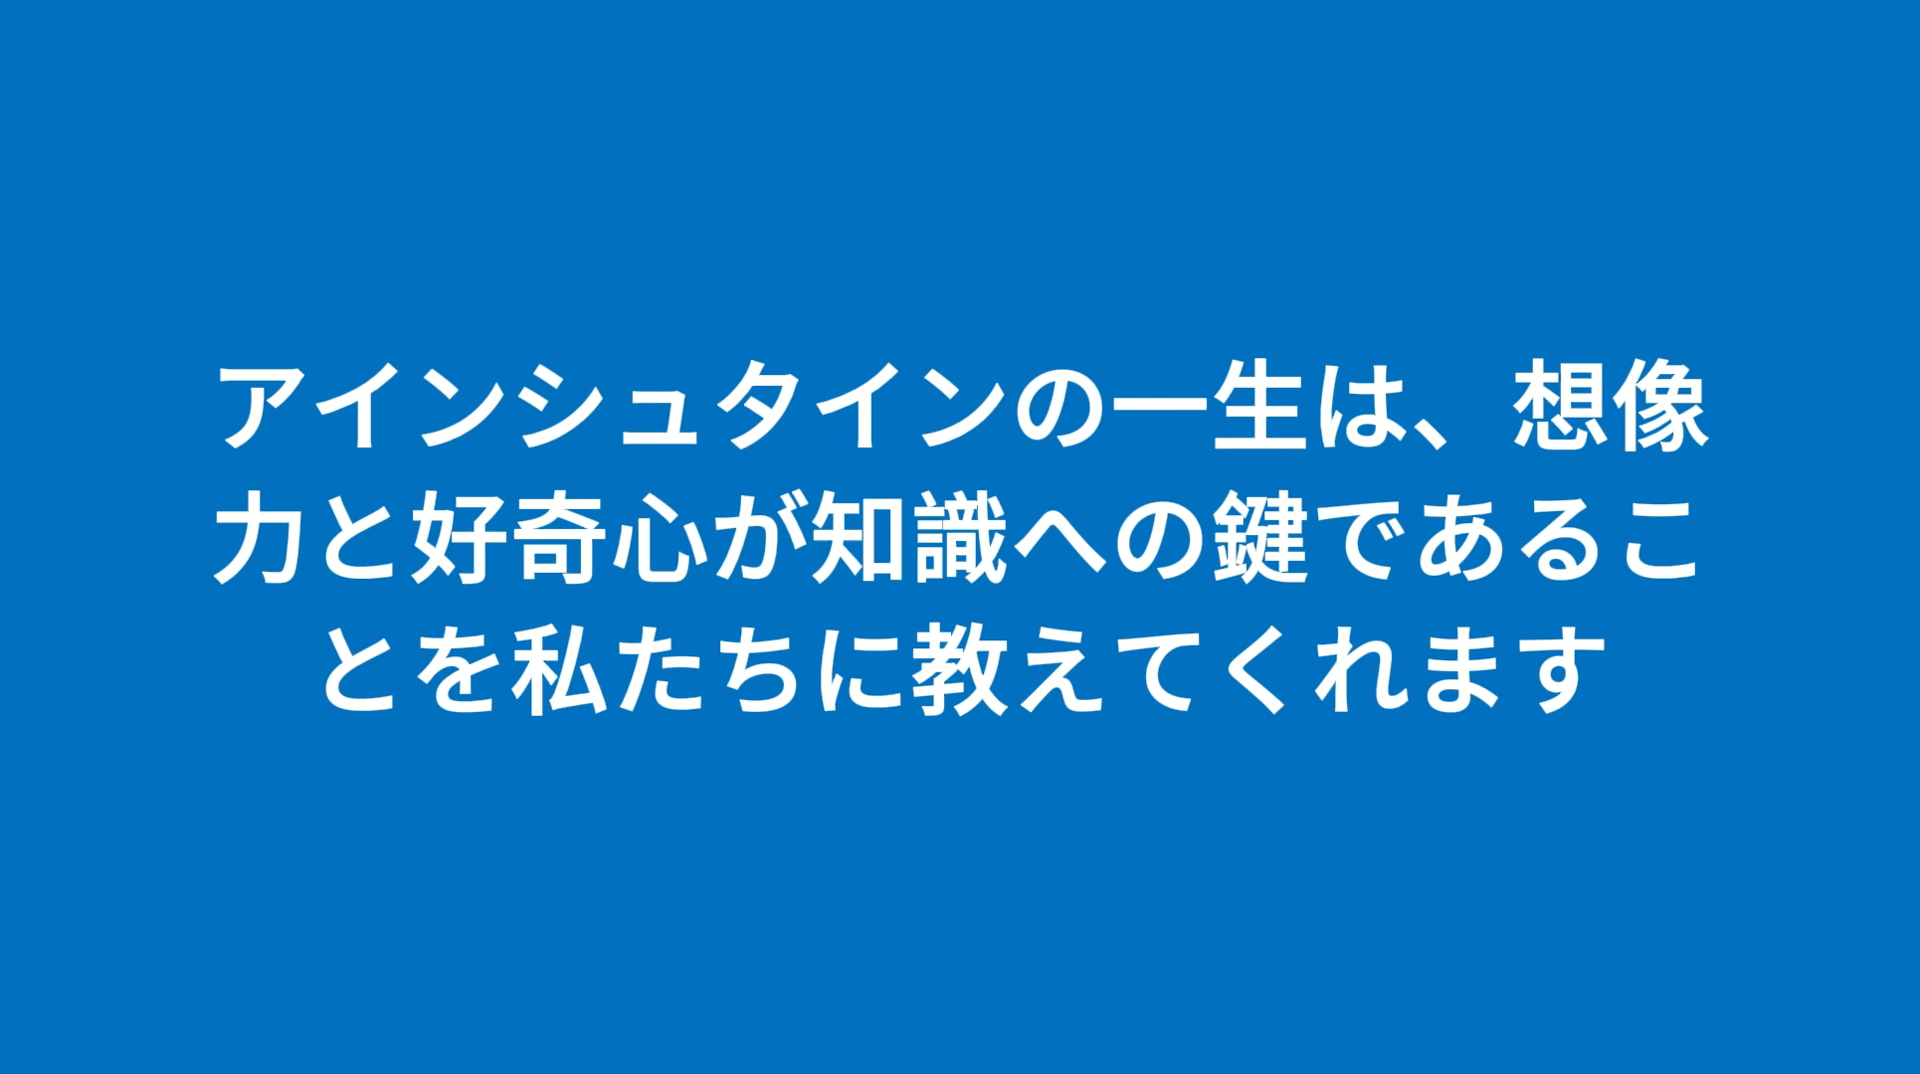 アインシュタインの一生は、想像
力と好奇心が知識への鍵であるこ
とを私たちに教えてくれます